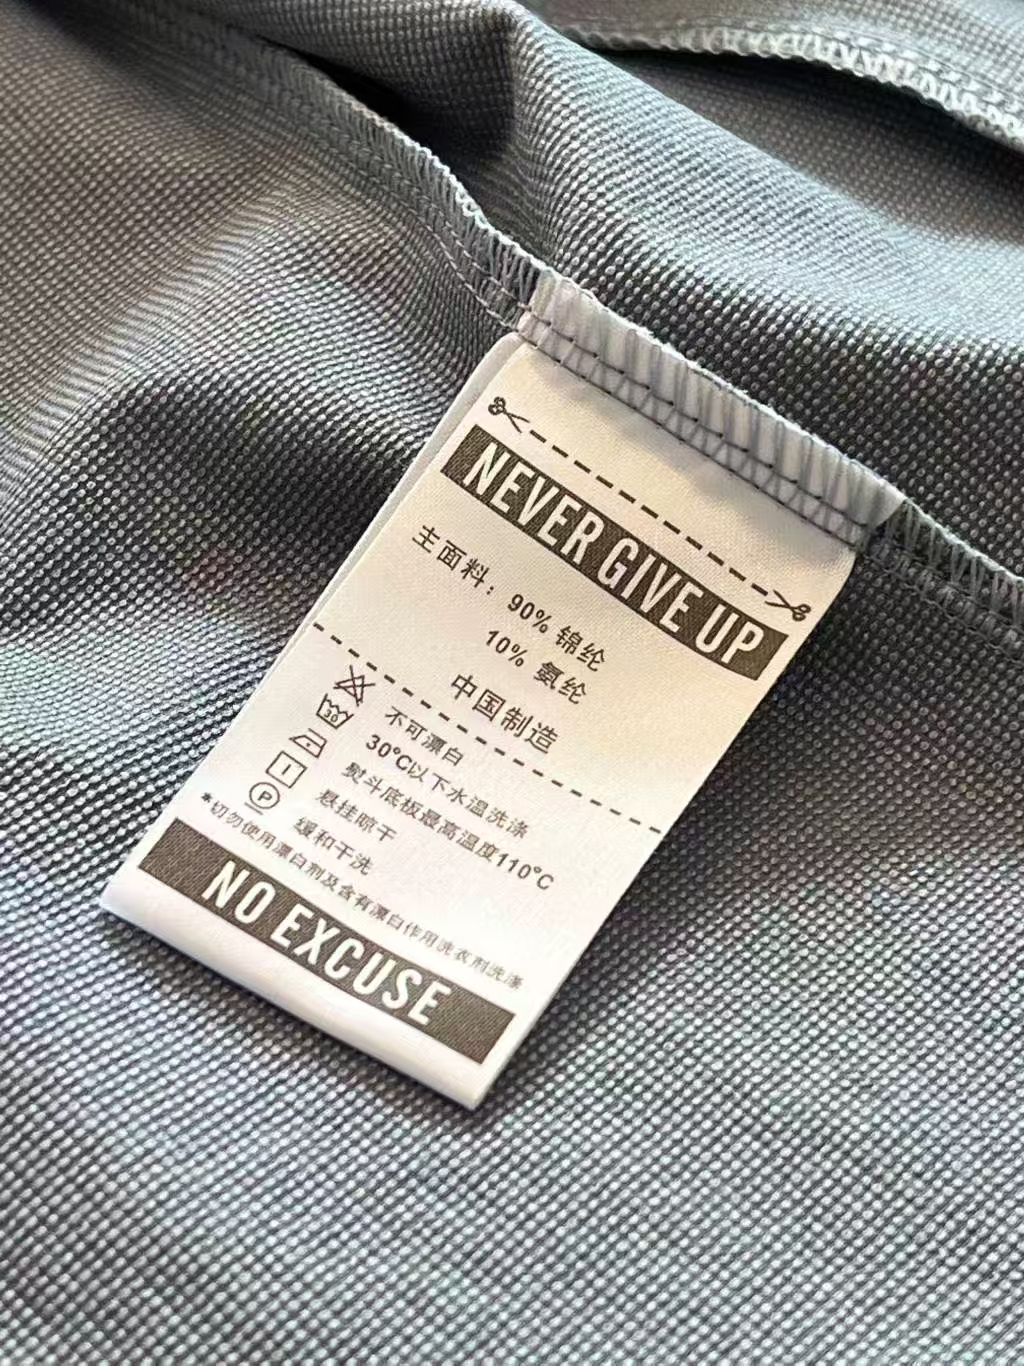 NEVER GIVE UP
主面料：90% 锦纶
10% 氨纶
中国制造
不可漂白
30 30°C以下水温洗涤
熨斗底板最高温度110°C
悬挂晾干
P 缓和干洗
*切勿使用漂白剂及含有漂白作用洗衣剂洗涤
NO EXCUSE